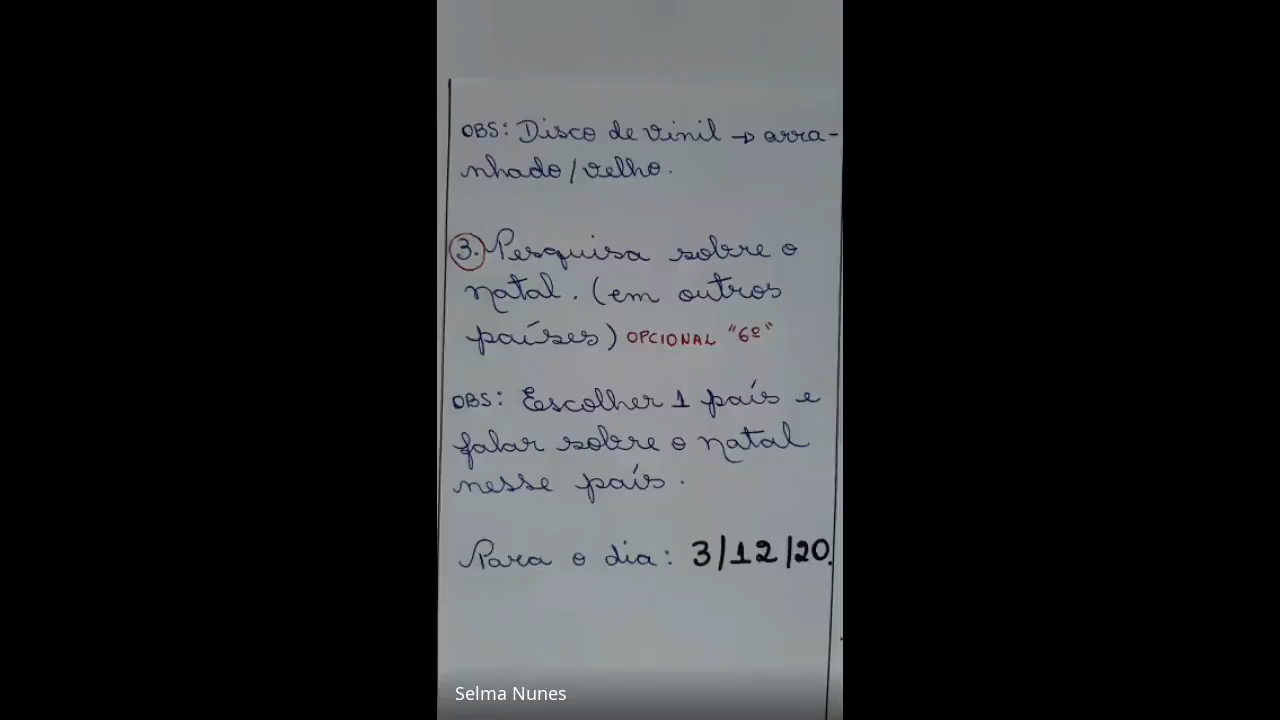 OBS: Disco de vinil → arra-
nhado/velho.
3. Pesquisa sobre o
natal. (em outros
países) OPCIONAL "6º"
OBS: Escolher 1 país e
falar sobre o natal
nesse país.
Para o dia: 3/12/20.
Selma Nunes